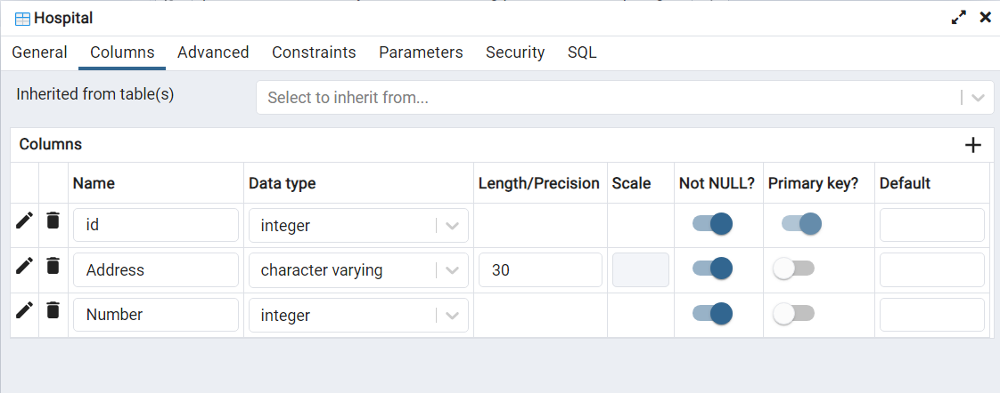 Hospital
General Columns Advanced Constraints Parameters Security SQL
Inherited from table(s) Select to inherit from...
Columns
Name Data type Length/Precision Scale Not NULL? Primary key? Default
id integer
Address character varying 30
Number integer